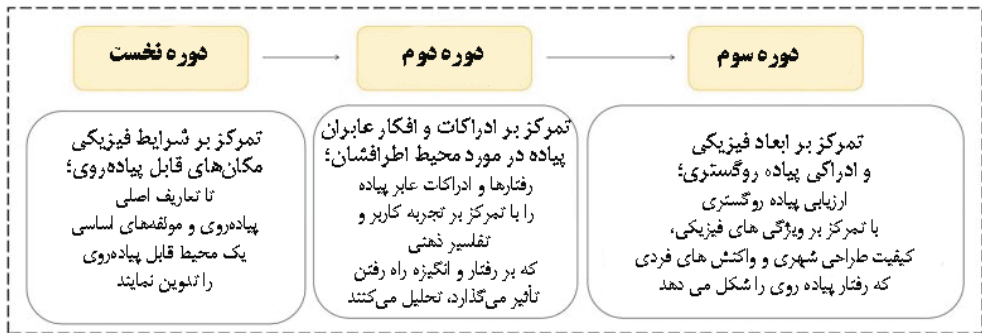 دوره نخست
تمرکز بر شرایط فیزیکی
مکان‌های قابل پیاده‌روی؛
تا تعاریف اصلی
پیاده‌روی و مولفه‌های اساسی
یک محیط قابل پیاده‌روی
را تدوین نمایند
دوره دوم
تمرکز بر ادراکات و افکار عابران
پیاده در مورد محیط اطرافشان؛
رفتارها و ادراکات عابر پیاده
را با تمرکز بر تجربه کاربر و
تفاسیر ذهنی
که بر رفتار و انگیزه راه رفتن
تأثیر می‌گذارد، تحلیل می‌کنند
دوره سوم
تمرکز بر ابعاد فیزیکی
و ادراکی پیاده روگستری؛
ارزیابی پیاده روگستری
با تمرکز بر ویژگی های فیزیکی،
کیفیت طراحی شهری و واکنش های فردی
که رفتار پیاده روی را شکل می دهد